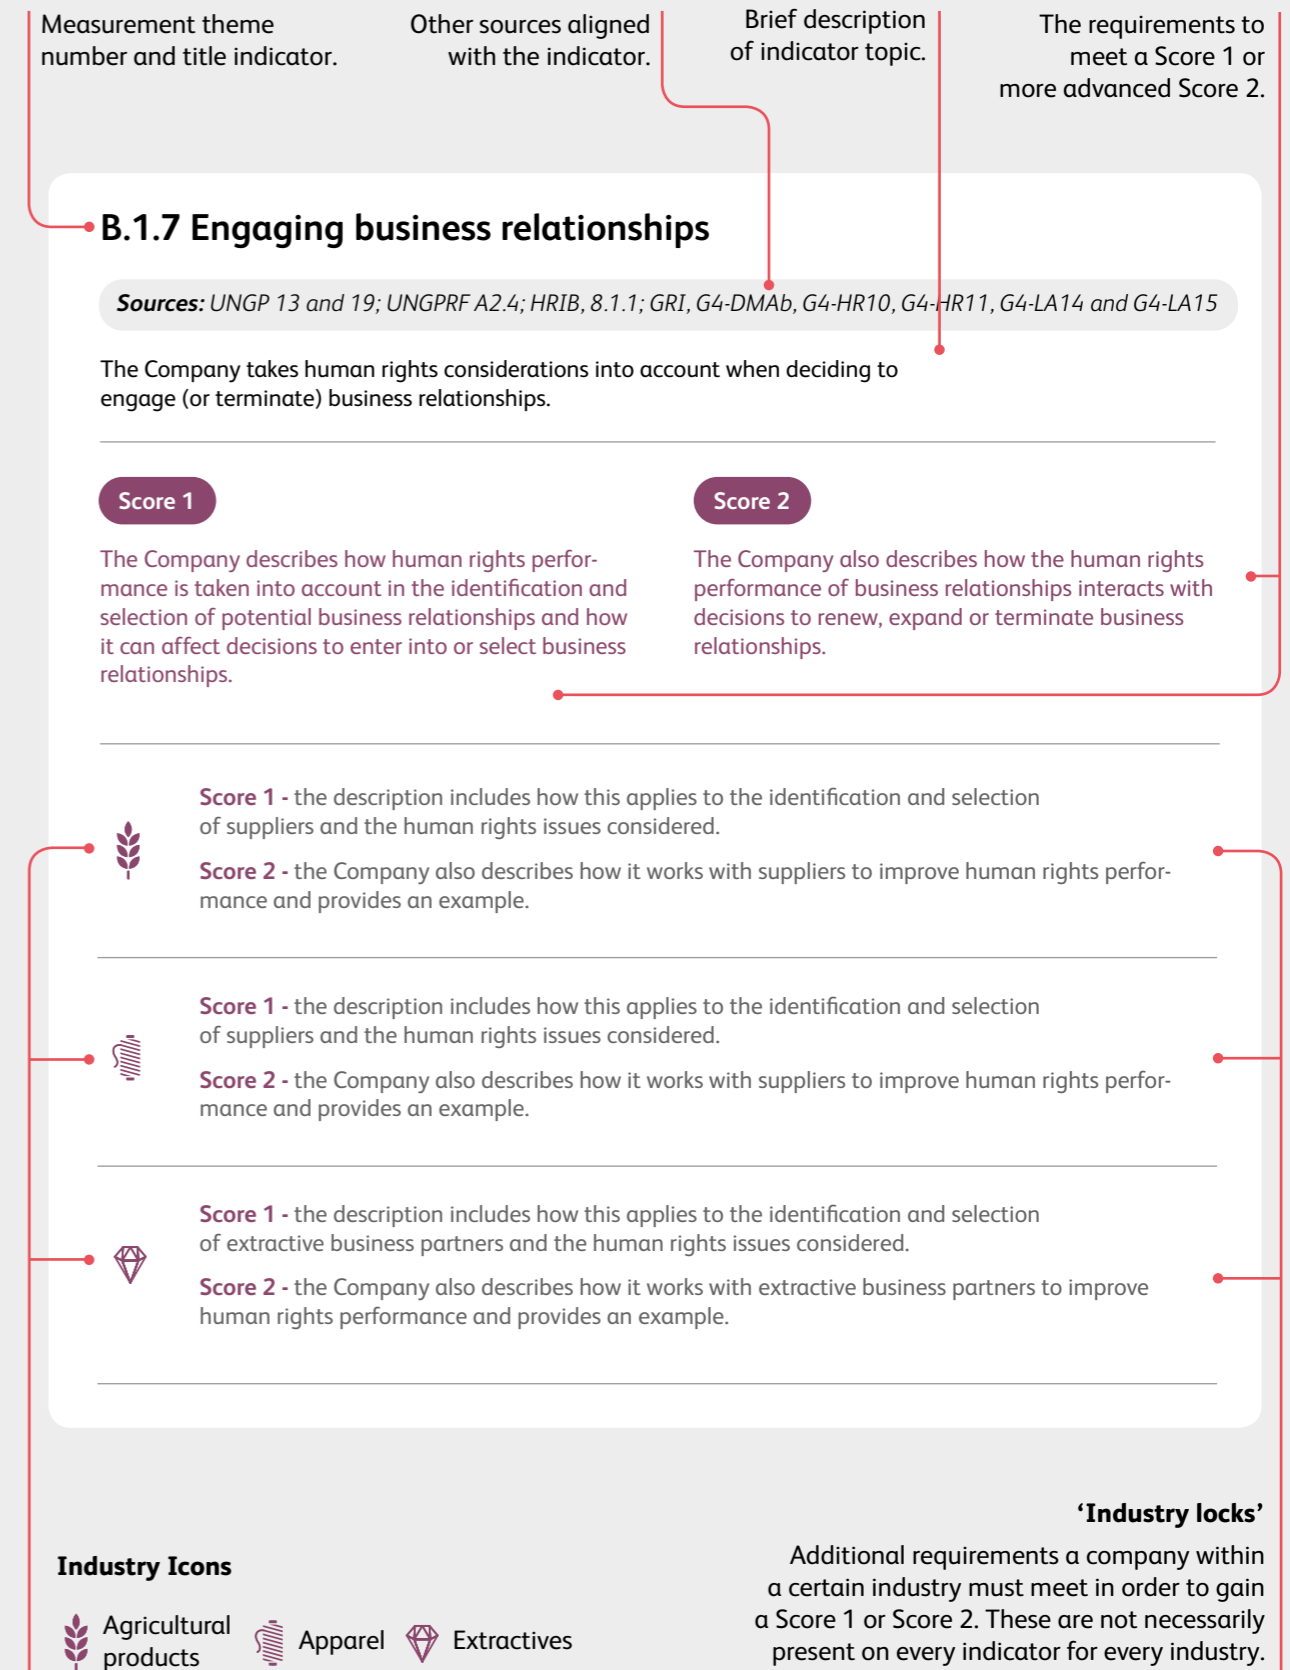 Measurement theme
number and title indicator.
Other sources aligned
with the indicator.
Brief description
of indicator topic.
The requirements to
meet a Score 1 or
more advanced Score 2.
B.1.7 Engaging business relationships
Sources: UNGP 13 and 19; UNGPRF A2.4; HRIB, 8.1.1; GRI, G4-DMAb, G4-HR10, G4-HR11, G4-LA14 and G4-LA15
The Company takes human rights considerations into account when deciding to
engage (or terminate) business relationships.
Score 1
The Company describes how human rights perfor-
mance is taken into account in the identification and
selection of potential business relationships and how
it can affect decisions to enter into or select business
relationships.
Score 2
The Company also describes how the human rights
performance of business relationships interacts with
decisions to renew, expand or terminate business
relationships.
Score 1 - the description includes how this applies to the identification and selection
of suppliers and the human rights issues considered.
Score 2 - the Company also describes how it works with suppliers to improve human rights perfor-
mance and provides an example.
Score 1 - the description includes how this applies to the identification and selection
of suppliers and the human rights issues considered.
Score 2 - the Company also describes how it works with suppliers to improve human rights perfor-
mance and provides an example.
Score 1 - the description includes how this applies to the identification and selection
of extractive business partners and the human rights issues considered.
Score 2 - the Company also describes how it works with extractive business partners to improve
human rights performance and provides an example.
Industry Icons
Agricultural
products
Apparel
Extractives
‘Industry locks’
Additional requirements a company within
a certain industry must meet in order to gain
a Score 1 or Score 2. These are not necessarily
present on every indicator for every industry.